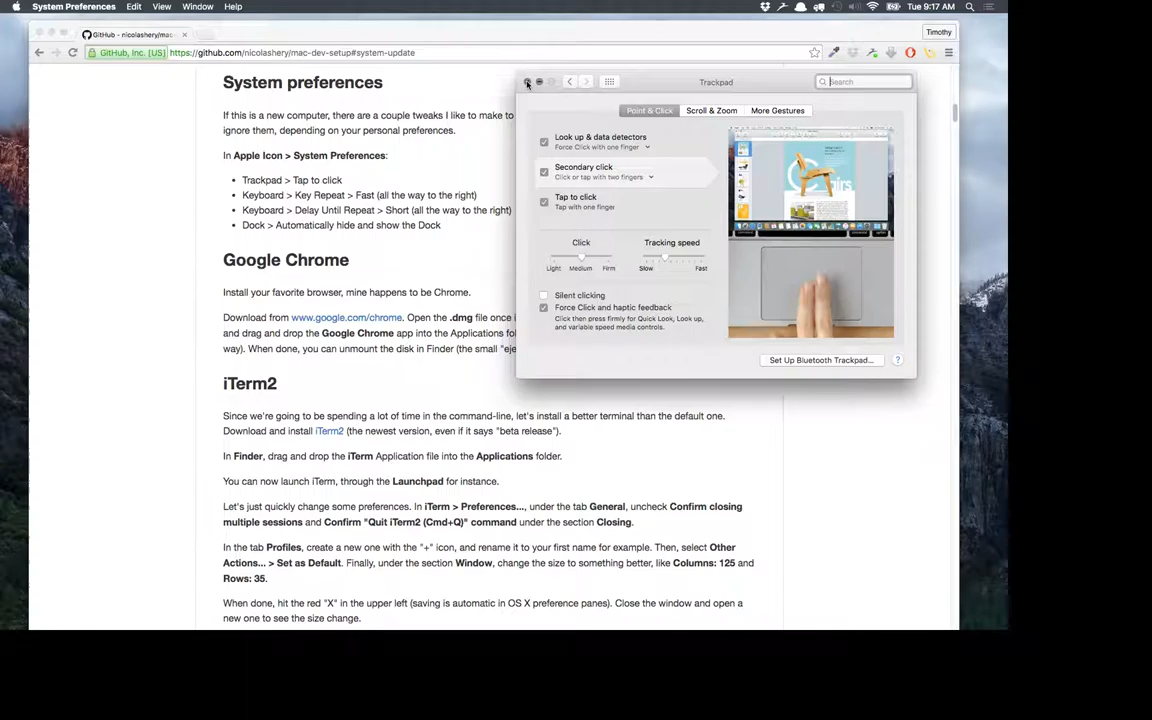 System Preferences Edit View Window Help
Tue 9:17 AM
GitHub - nicolashery/mac-
Timothy
GitHub, Inc. [US] https://github.com/nicolashery/mac-dev-setup#system-update
System preferences
If this is a new computer, there are a couple tweaks I like to make to
ignore them, depending on your personal preferences.
In Apple Icon > System Preferences:
• Trackpad > Tap to click
• Keyboard > Key Repeat > Fast (all the way to the right)
• Keyboard > Delay Until Repeat > Short (all the way to the right)
• Dock > Automatically hide and show the Dock
Google Chrome
Install your favorite browser, mine happens to be Chrome.
Download from www.google.com/chrome. Open the .dmg file once i
and drag and drop the Google Chrome app into the Applications fo
way). When done, you can unmount the disk in Finder (the small "eje
iTerm2
Since we're going to be spending a lot of time in the command-line, let's install a better terminal than the default one.
Download and install iTerm2 (the newest version, even if it says "beta release").
In Finder, drag and drop the iTerm Application file into the Applications folder.
You can now launch iTerm, through the Launchpad for instance.
Let's just quickly change some preferences. In iTerm > Preferences..., under the tab General, uncheck Confirm closing
multiple sessions and Confirm "Quit iTerm2 (Cmd+Q)" command under the section Closing.
In the tab Profiles, create a new one with the "+" icon, and rename it to your first name for example. Then, select Other
Actions... > Set as Default. Finally, under the section Window, change the size to something better, like Columns: 125 and
Rows: 35.
When done, hit the red "X" in the upper left (saving is automatic in OS X preference panes). Close the window and open a
new one to see the size change.
Trackpad
Search
Point & Click Scroll & Zoom More Gestures
Look up & data detectors
Force Click with one finger
Secondary click
Click or tap with two fingers
Tap to click
Tap with one finger
Click Tracking speed
Light Medium Firm Slow Fast
Silent clicking
Force Click and haptic feedback
Click then press firmly for Quick Look, Look up,
and variable speed media controls.
Set Up Bluetooth Trackpad... ?